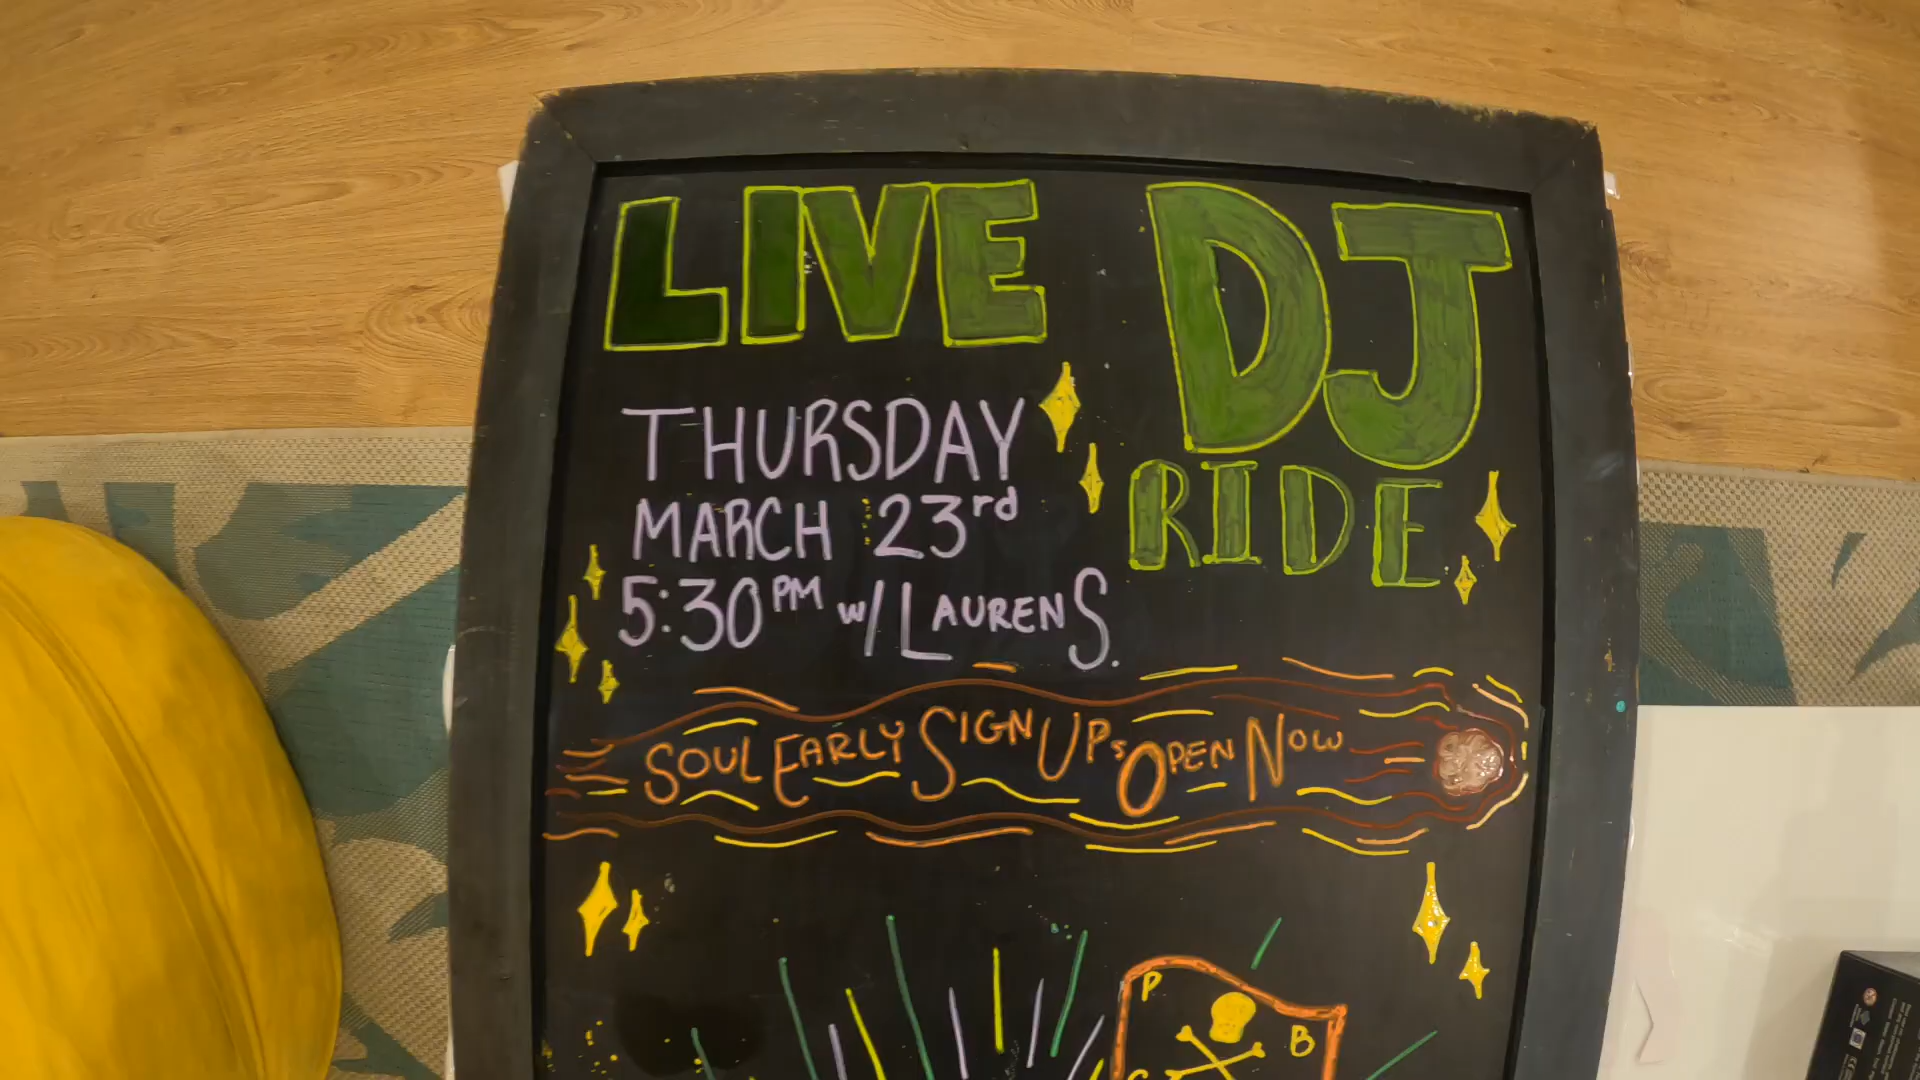 LIVE DJ
RIDE
THURSDAY
MARCH 23rd
5:30PM w/ LAUREN S.
SOUL EARLY SIGN UPs OPEN NOW
P
B